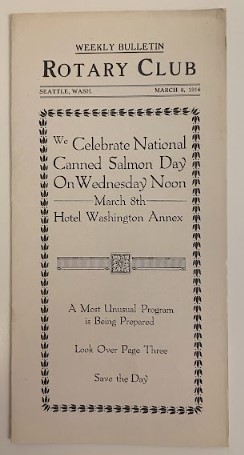 WEEKLY BULLETIN
ROTARY CLUB
SEATTLE, WASH. MARCH 6, 1916
We Celebrate National
Canned Salmon Day
On Wednesday Noon
March 8th
Hotel Washington Annex
A Most Unusual Program
is Being Prepared
Look Over Page Three
Save the Day